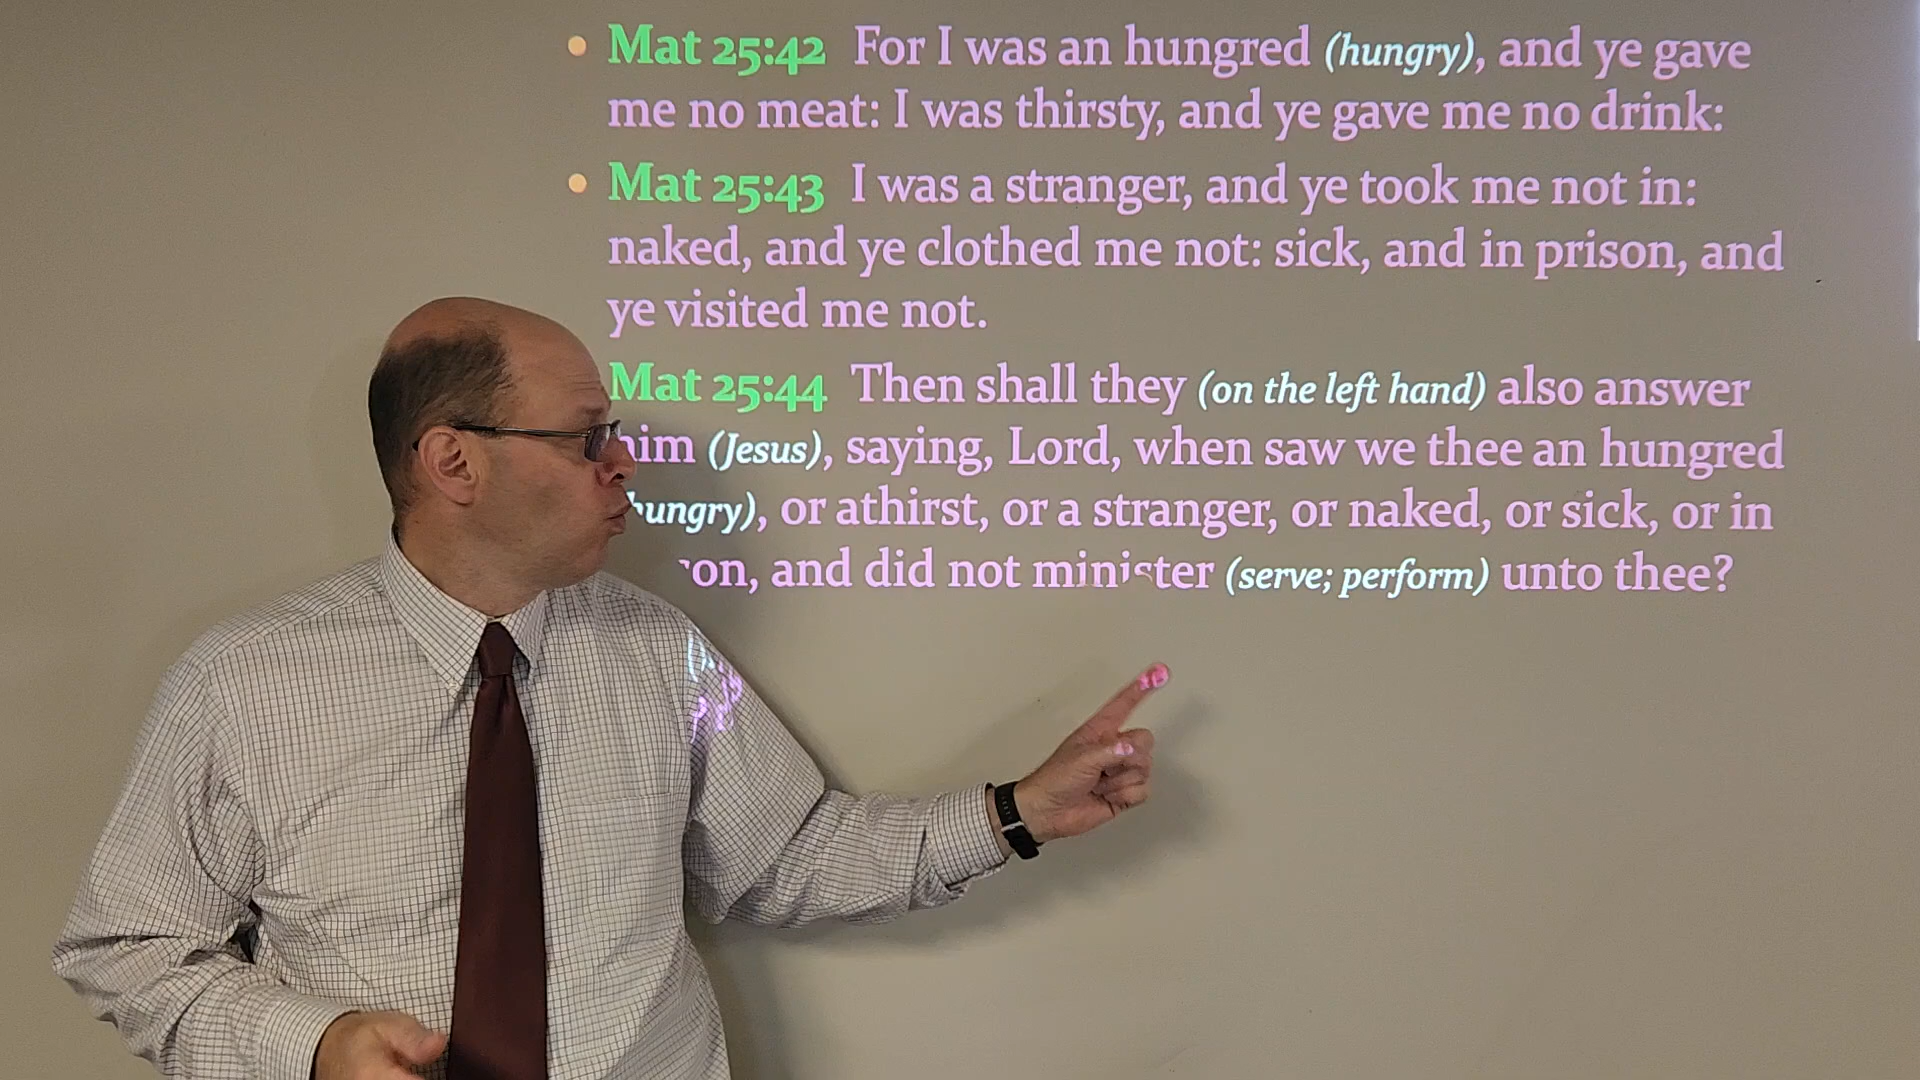 • Mat 25:42 For I was an hungred (hungry), and ye gave
me no meat: I was thirsty, and ye gave me no drink:
• Mat 25:43 I was a stranger, and ye took me not in:
naked, and ye clothed me not: sick, and in prison, and
ye visited me not.
Mat 25:44 Then shall they (on the left hand) also answer
him (Jesus), saying, Lord, when saw we thee an hungred
hungry), or athirst, or a stranger, or naked, or sick, or in
on, and did not minister (serve; perform) unto thee?